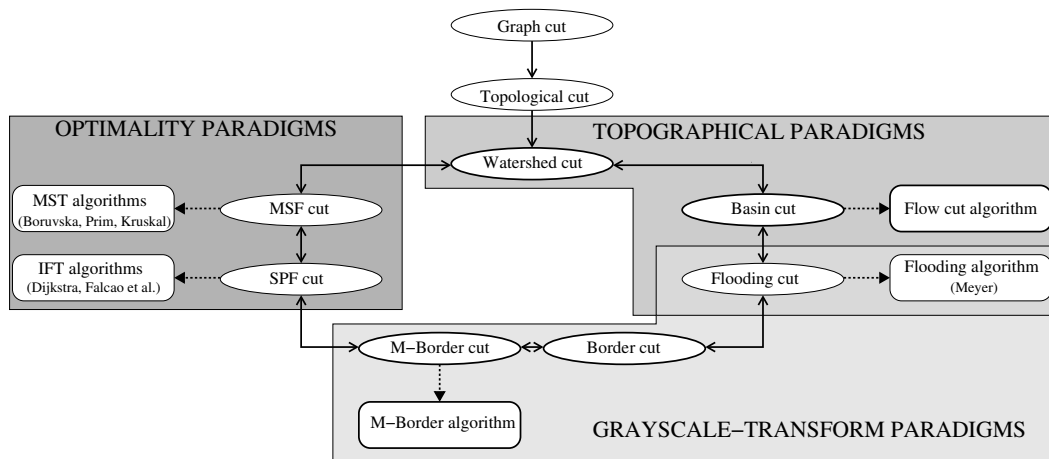 Graph cut
Topological cut
OPTIMALITY PARADIGMS
TOPOGRAPHICAL PARADIGMS
Watershed cut
MST algorithms
(Boruvska, Prim, Kruskal)
MSF cut
Basin cut
Flow cut algorithm
IFT algorithms
(Dijkstra, Falcao et al.)
SPF cut
Flooding cut
Flooding algorithm
(Meyer)
M−Border cut
Border cut
M−Border algorithm
GRAYSCALE−TRANSFORM PARADIGMS